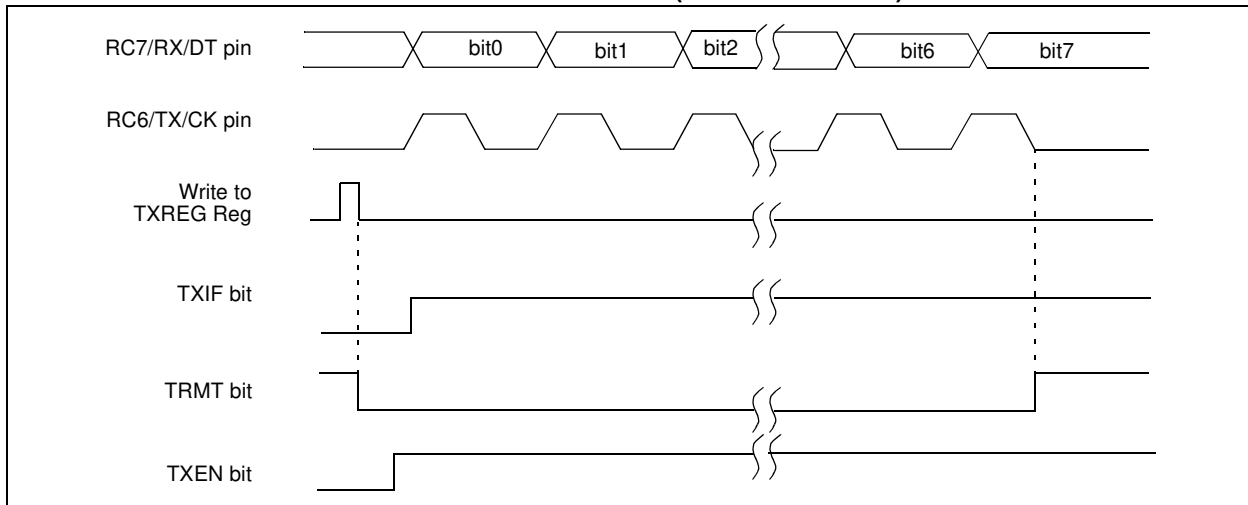 RC7/RX/DT pin
bit0 bit1 bit2 bit6 bit7
RC6/TX/CK pin
Write to
TXREG Reg
TXIF bit
TRMT bit
TXEN bit